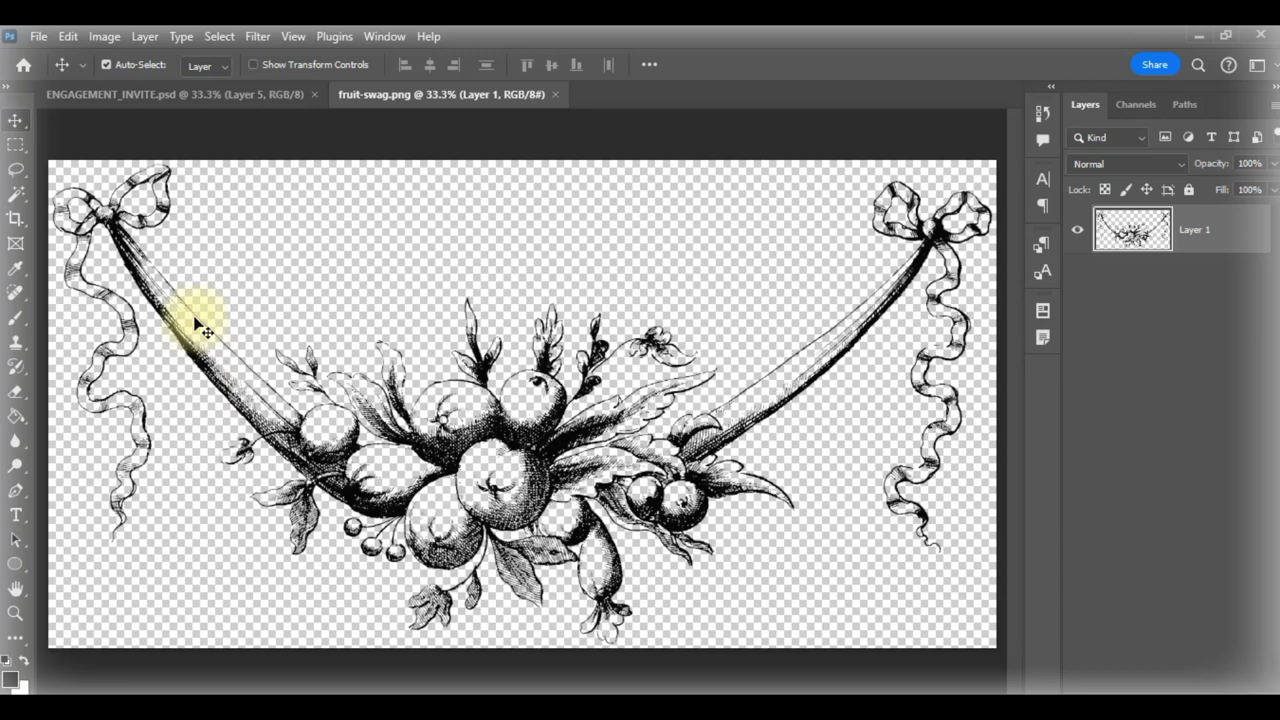 Ps File Edit Image Layer Type Select Filter View Plugins Window Help
Auto-Select: Layer Show Transform Controls Share
ENGAGEMENT_INVITE.psd @ 33.3% (Layer 5, RGB/8) × fruit-swag.png @ 33.3% (Layer 1, RGB/8#) ×
Layers Channels Paths
Kind
Normal Opacity: 100%
Lock: Fill: 100%
Layer 1